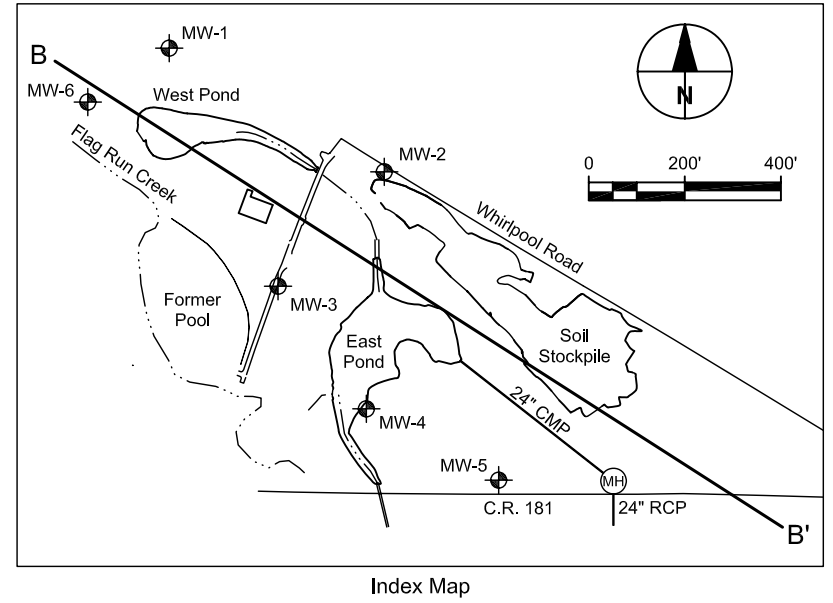 B
MW-1
MW-6
West Pond
N
Flag Run Creek
MW-2
0 200' 400'
Whirlpool Road
MW-3
Former
Pool
East
Pond
Soil
Stockpile
MW-4
24" CMP
MW-5
MH
C.R. 181
24" RCP
B'
Index Map